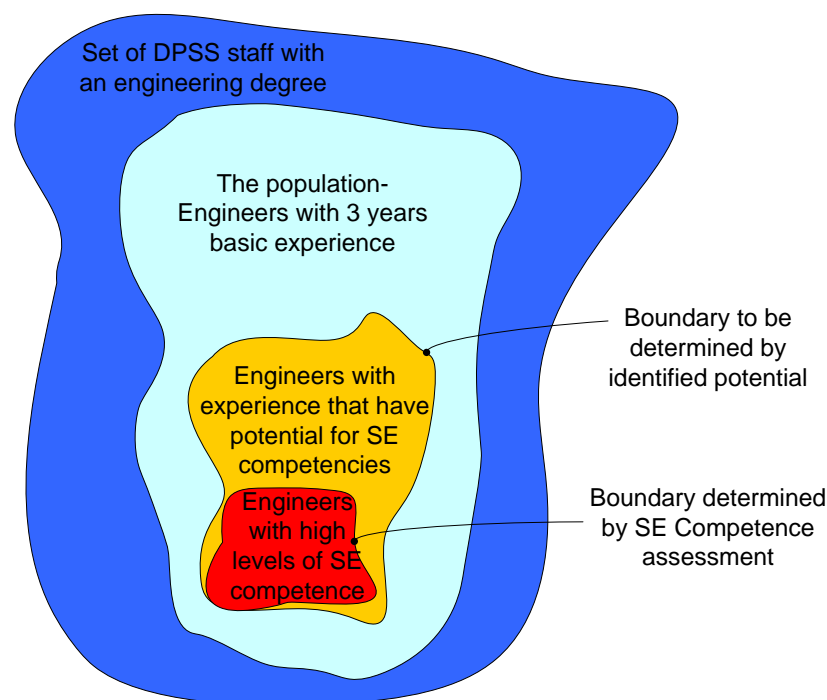 Set of DPSS staff with
an engineering degree
The population-
Engineers with 3 years
basic experience
Boundary to be
determined by
identified potential
Engineers with
experience that have
potential for SE
competencies
Boundary determined
by SE Competence
assessment
Engineers
with high
levels of SE
competence